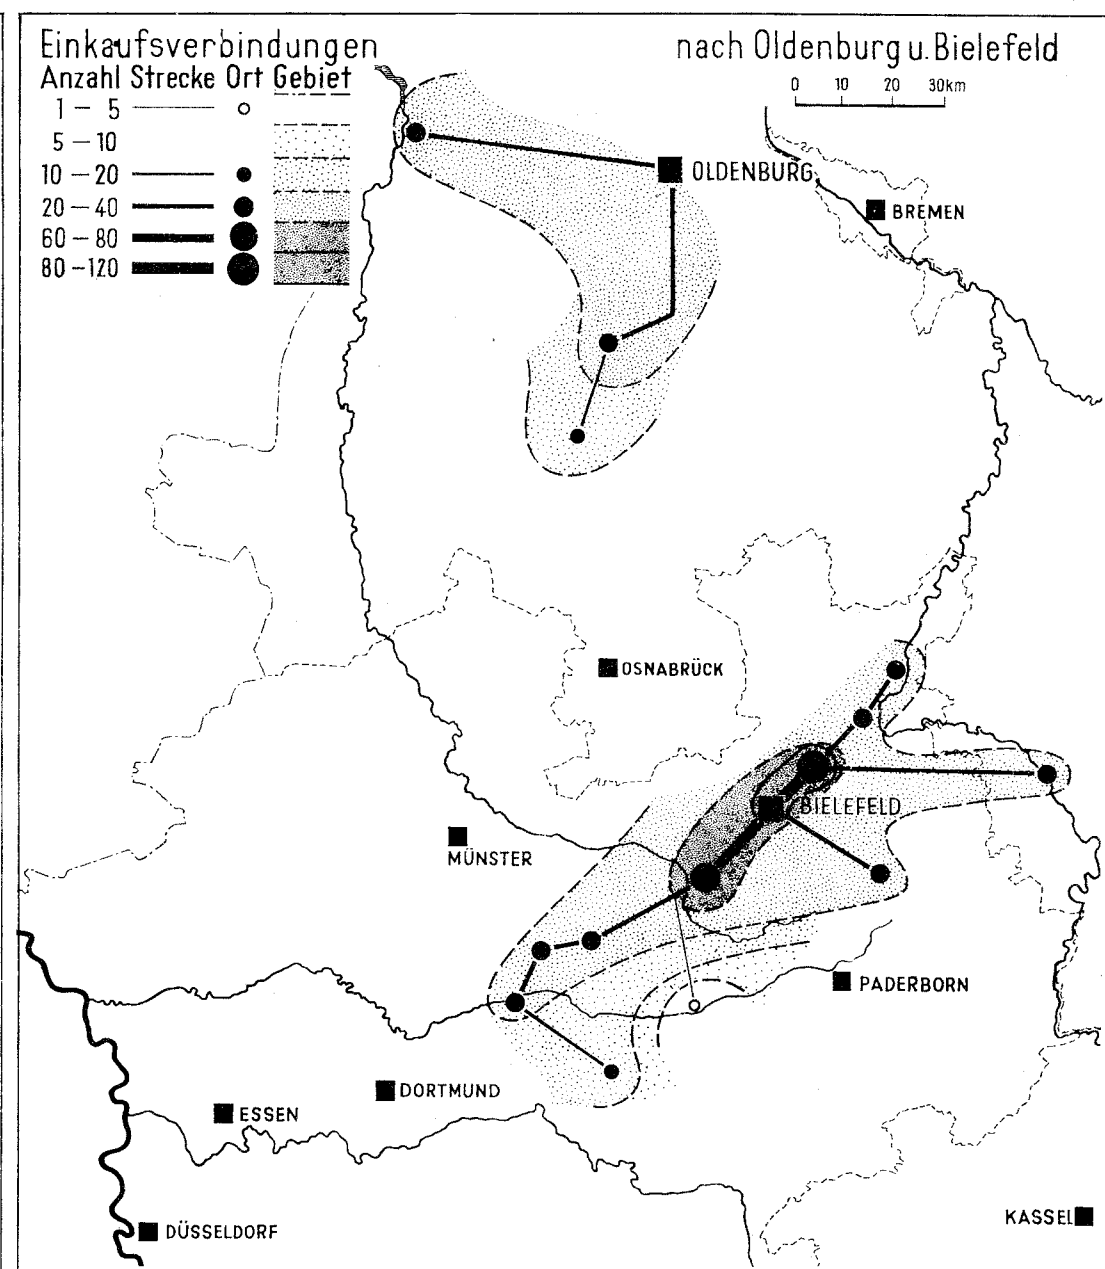 Einkaufsverbindungen
nach Oldenburg u. Bielefeld
Anzahl Strecke Ort Gebiet
0 10 20 30km
1 – 5
5 – 10
10 – 20
20 – 40
60 – 80
80 – 120
OLDENBURG
BREMEN
OSNABRÜCK
BIELEFELD
MÜNSTER
PADERBORN
DORTMUND
ESSEN
KASSEL
DÜSSELDORF